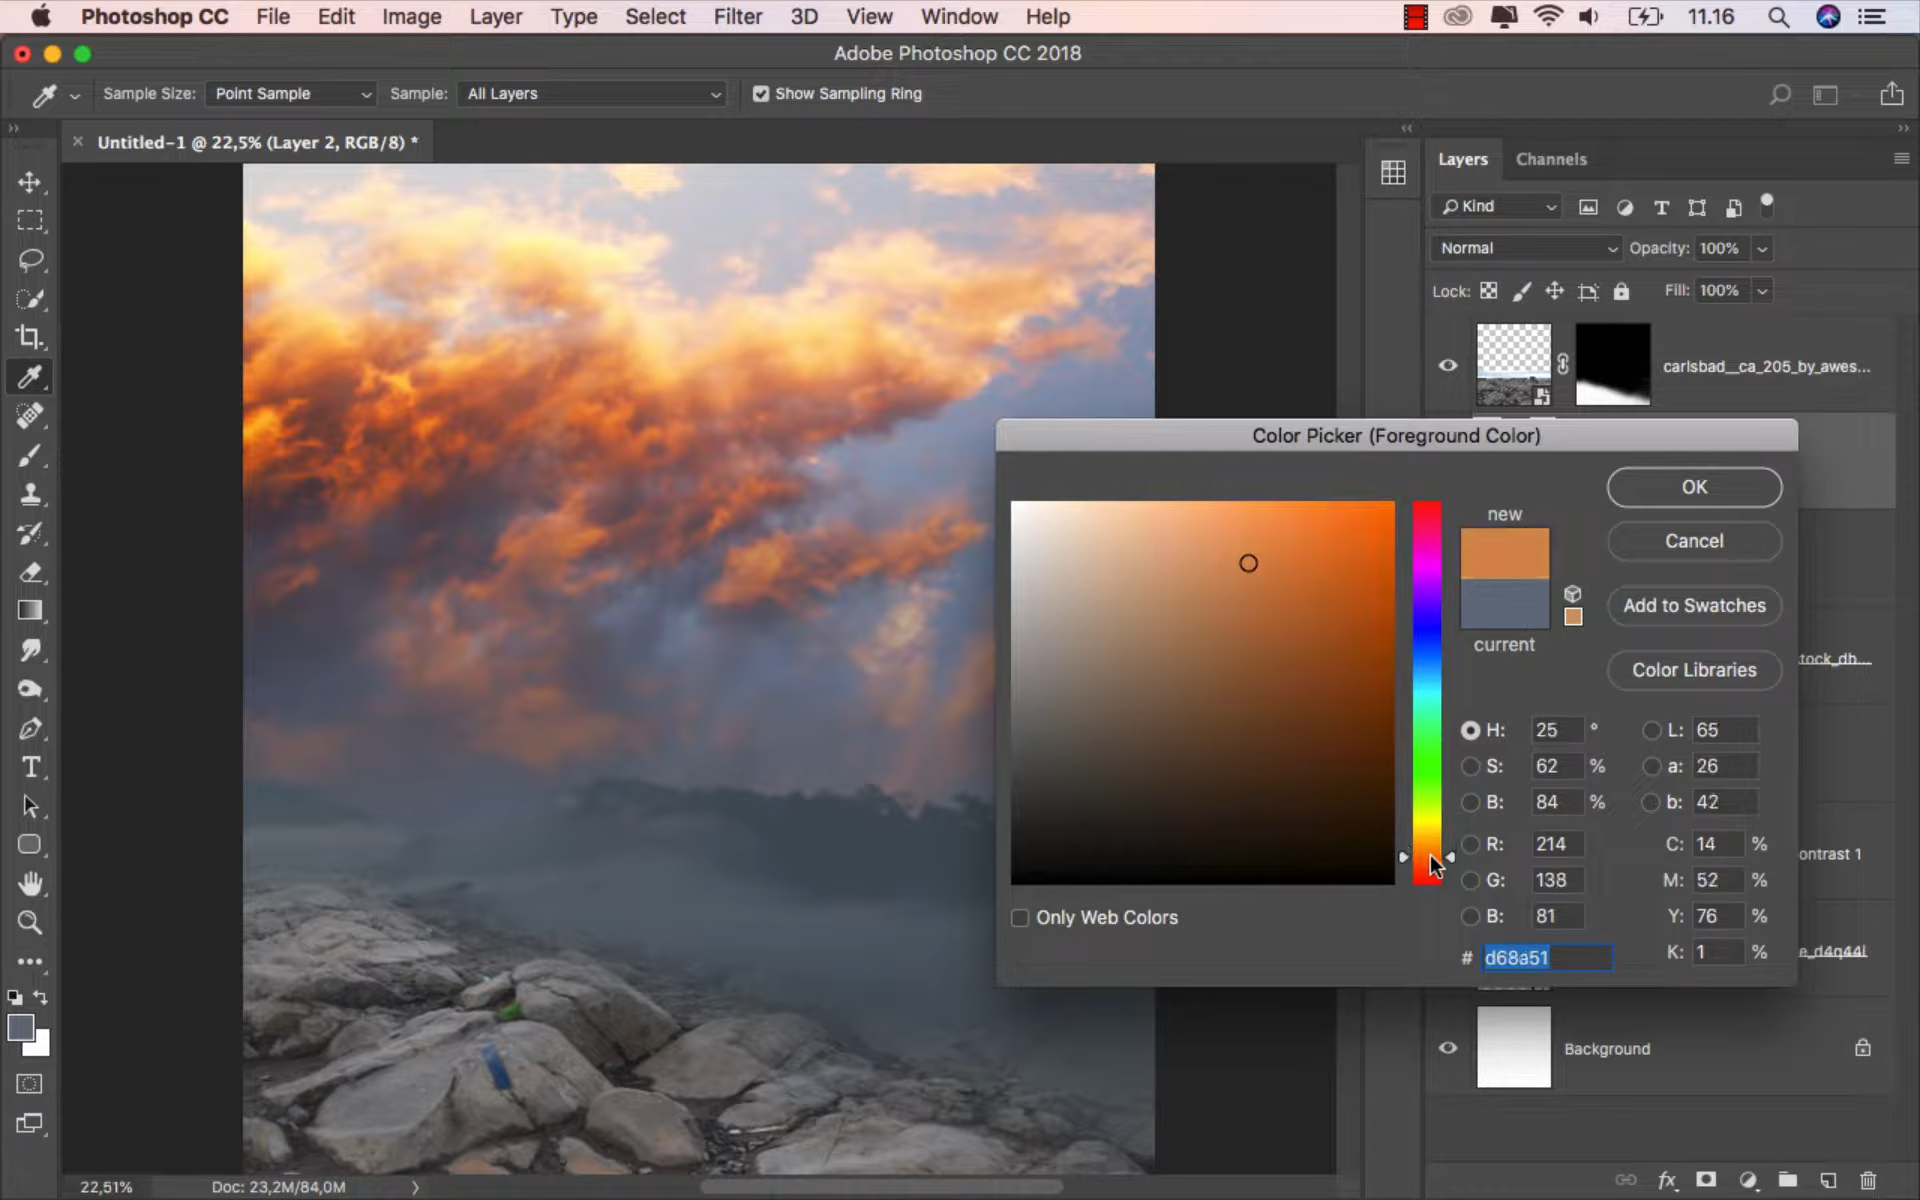 Photoshop CC File Edit Image Layer Type Select Filter 3D View Window Help 11.16
Adobe Photoshop CC 2018
Sample Size: Point Sample Sample: All Layers Show Sampling Ring
Untitled-1 @ 22,5% (Layer 2, RGB/8) *
Layers Channels
Kind
Normal Opacity: 100%
Lock: Fill: 100%
carlsbad__ca_205_by_awes...
Color Picker (Foreground Color)
new
current
OK
Cancel
Add to Swatches
Color Libraries
H: 25 °
S: 62 %
B: 84 %
R: 214
G: 138
B: 81
# d68a51
L: 65
a: 26
b: 42
C: 14 %
M: 52 %
Y: 76 %
K: 1 %
Only Web Colors
tock_db...
ontrast 1
e_d4q44l
Background
22,51% Doc: 23,2M/84,0M